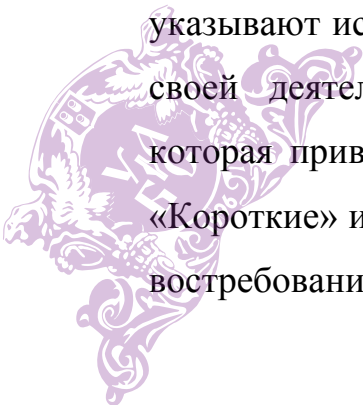 указывают ис
своей деятел
которая прив
«Короткие» и
востребовани